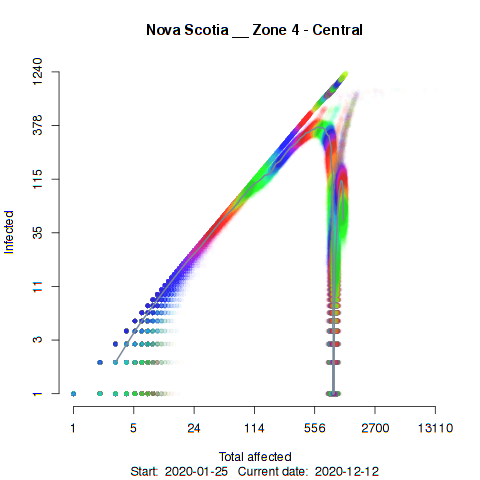 Nova Scotia __ Zone 4 - Central
1240
378
115
35
11
3
1
Infected
1 5 24 114 556 2700 13110
Total affected
Start: 2020-01-25 Current date: 2020-12-12